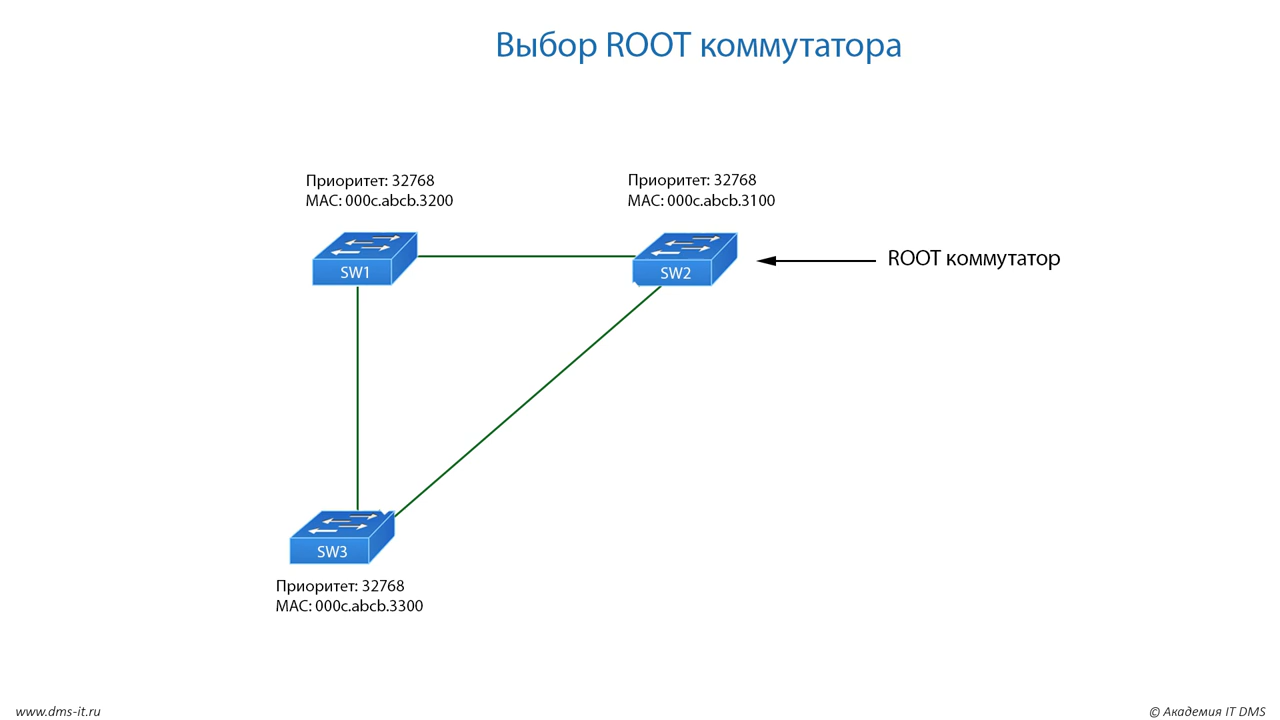 Выбор ROOT коммутатора
Приоритет: 32768
MAC: 000c.abcb.3200
Приоритет: 32768
MAC: 000c.abcb.3100
SW1
SW2
ROOT коммутатор
SW3
Приоритет: 32768
MAC: 000c.abcb.3300
www.dms-it.ru
© Академия IT DMS